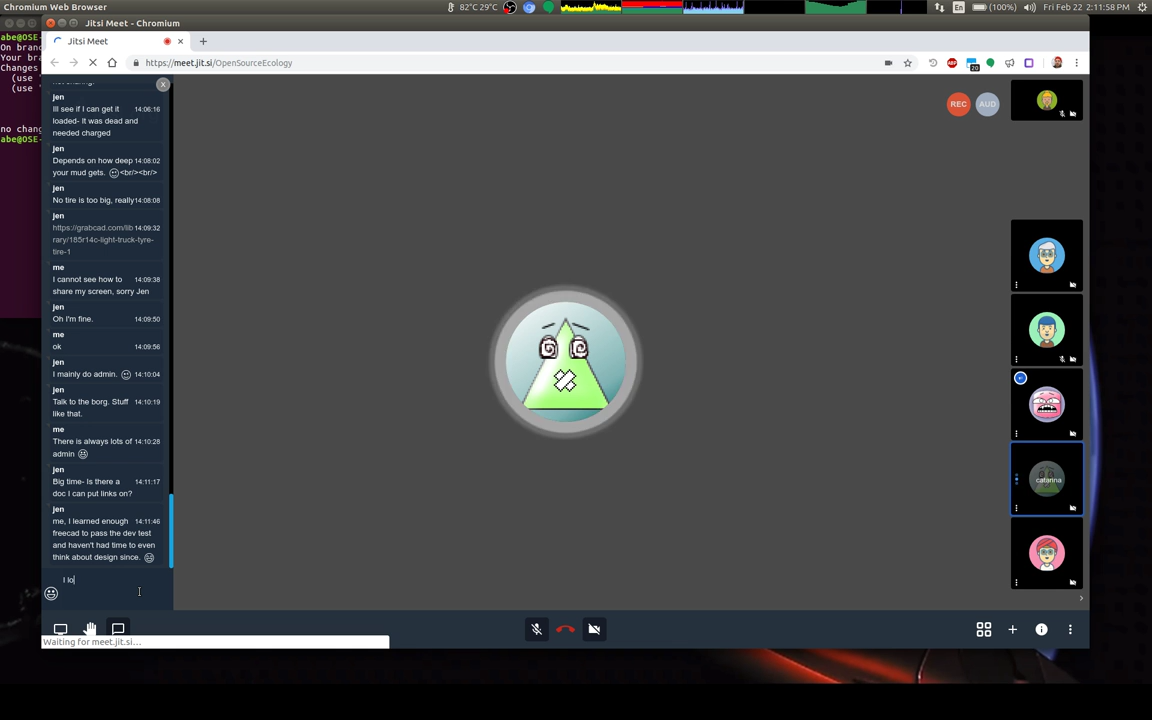 Chromium Web Browser
82°C 29°C
En
(100%)
Fri Feb 22 2:11:58 PM
Jitsi Meet - Chromium
Jitsi Meet
https://meet.jit.si/OpenSourceEcology
20
ABP
abe@OSE-
On bran
Your bra
Changes
(use '
(use '
no chang
abe@OSE-
jen
Ill see if I can get it
loaded- It was dead and
needed charged
14:06:16
jen
Depends on how deep
your mud gets. <br/><br/>
14:08:02
jen
No tire is too big, really
14:08:08
jen
https://grabcad.com/lib
rary/185r14c-light-truck-tyre-
tire-1
14:09:32
me
I cannot see how to
share my screen, sorry Jen
14:09:38
jen
Oh I'm fine.
14:09:50
me
ok
14:09:56
jen
I mainly do admin.
14:10:04
jen
Talk to the borg. Stuff
like that.
14:10:19
me
There is always lots of
admin
14:10:28
jen
Big time- Is there a
doc I can put links on?
14:11:17
jen
me, I learned enough
freecad to pass the dev test
and haven't had time to even
think about design since.
14:11:46
I lo
REC
AUD
catarina
Waiting for meet.jit.si…